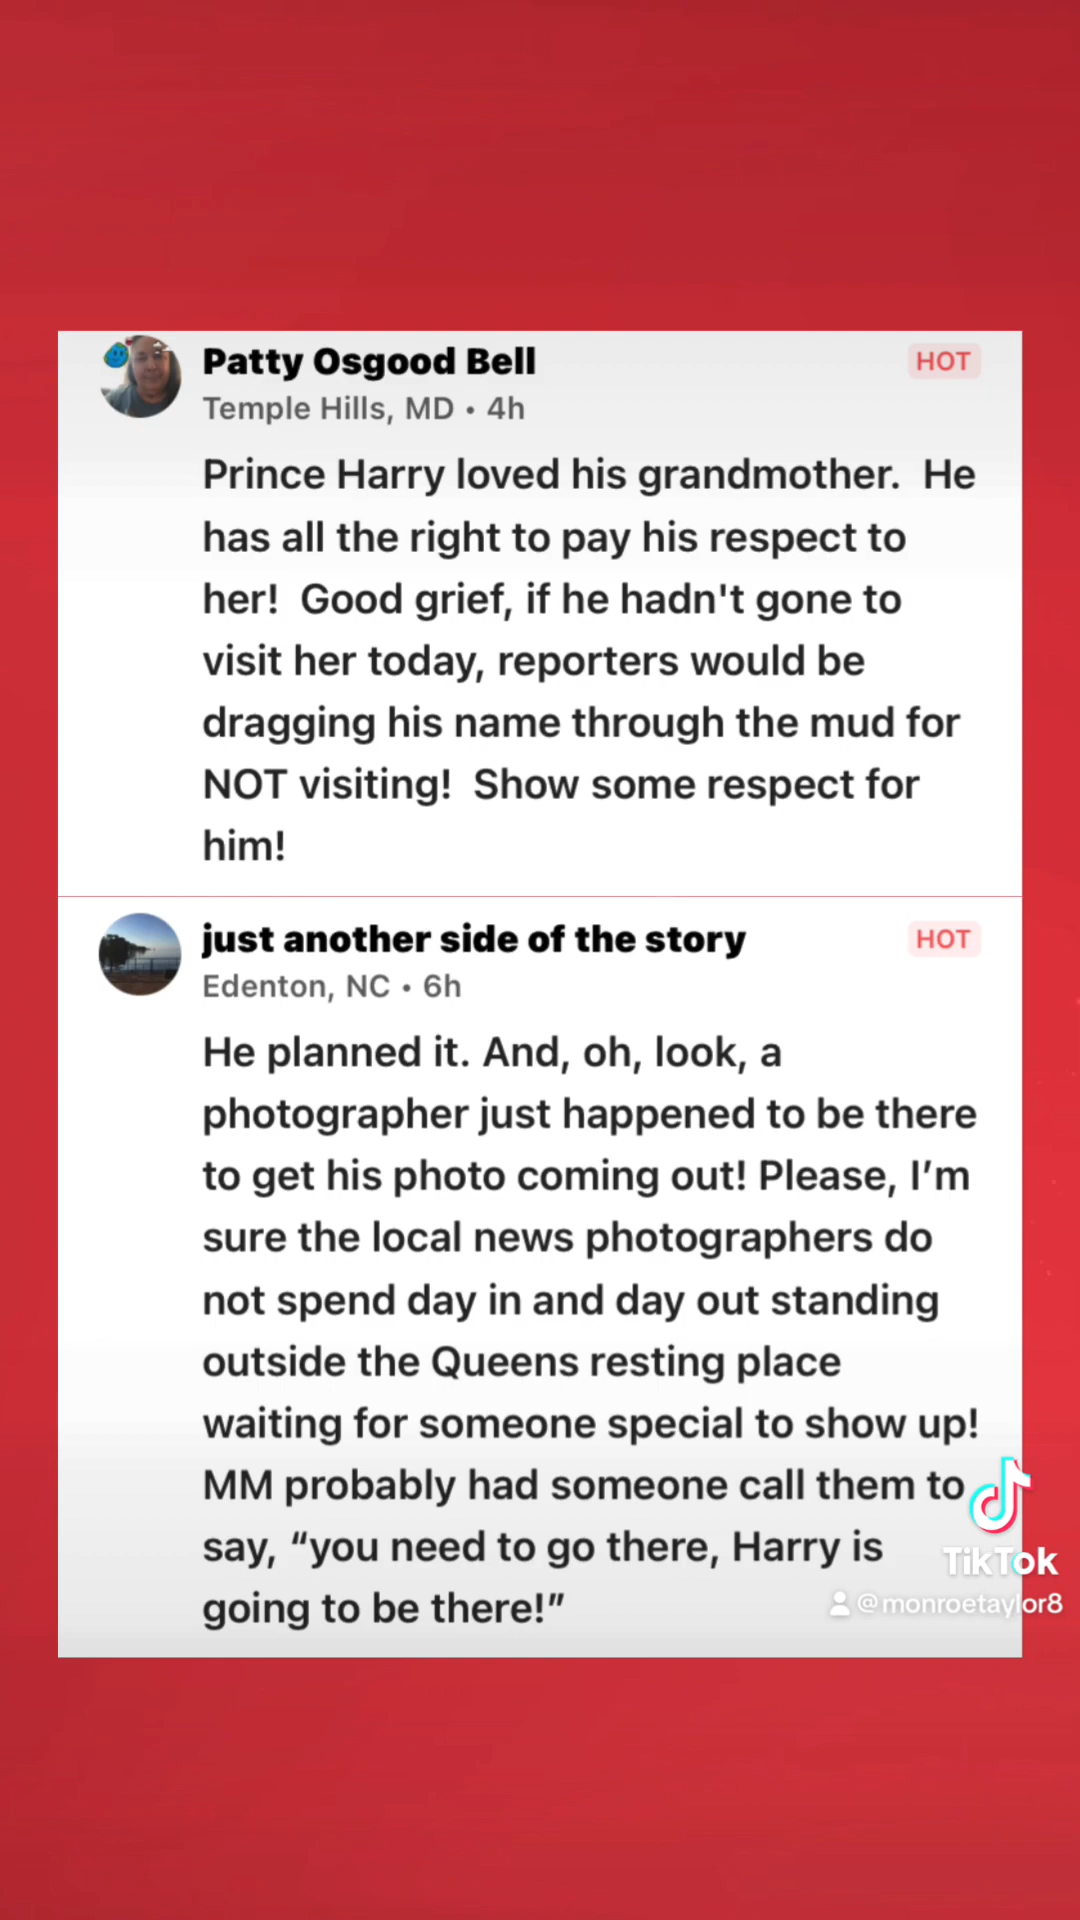 Patty Osgood Bell
HOT
Temple Hills, MD • 4h
Prince Harry loved his grandmother.  He
has all the right to pay his respect to
her!  Good grief, if he hadn't gone to
visit her today, reporters would be
dragging his name through the mud for
NOT visiting!  Show some respect for
him!
just another side of the story
HOT
Edenton, NC • 6h
He planned it. And, oh, look, a
photographer just happened to be there
to get his photo coming out! Please, I’m
sure the local news photographers do
not spend day in and day out standing
outside the Queens resting place
waiting for someone special to show up!
MM probably had someone call them to
say, “you need to go there, Harry is
going to be there!”
TikTok
@monroetaylor8